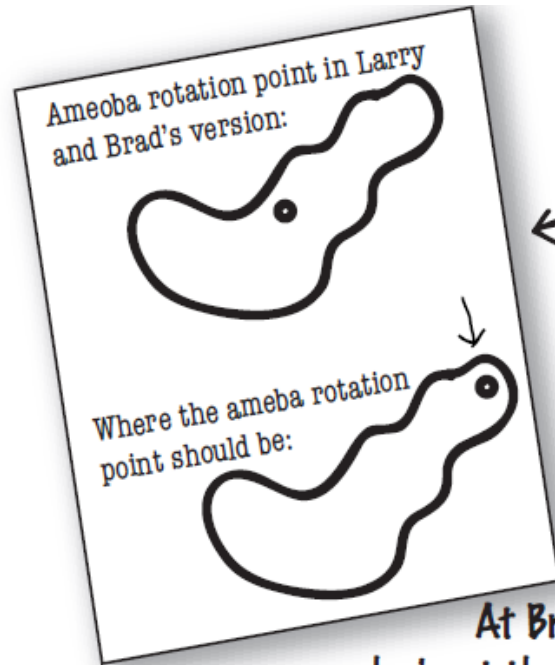 Ameoba rotation point in Larry
and Brad's version:
Where the ameba rotation
point should be:
At Br